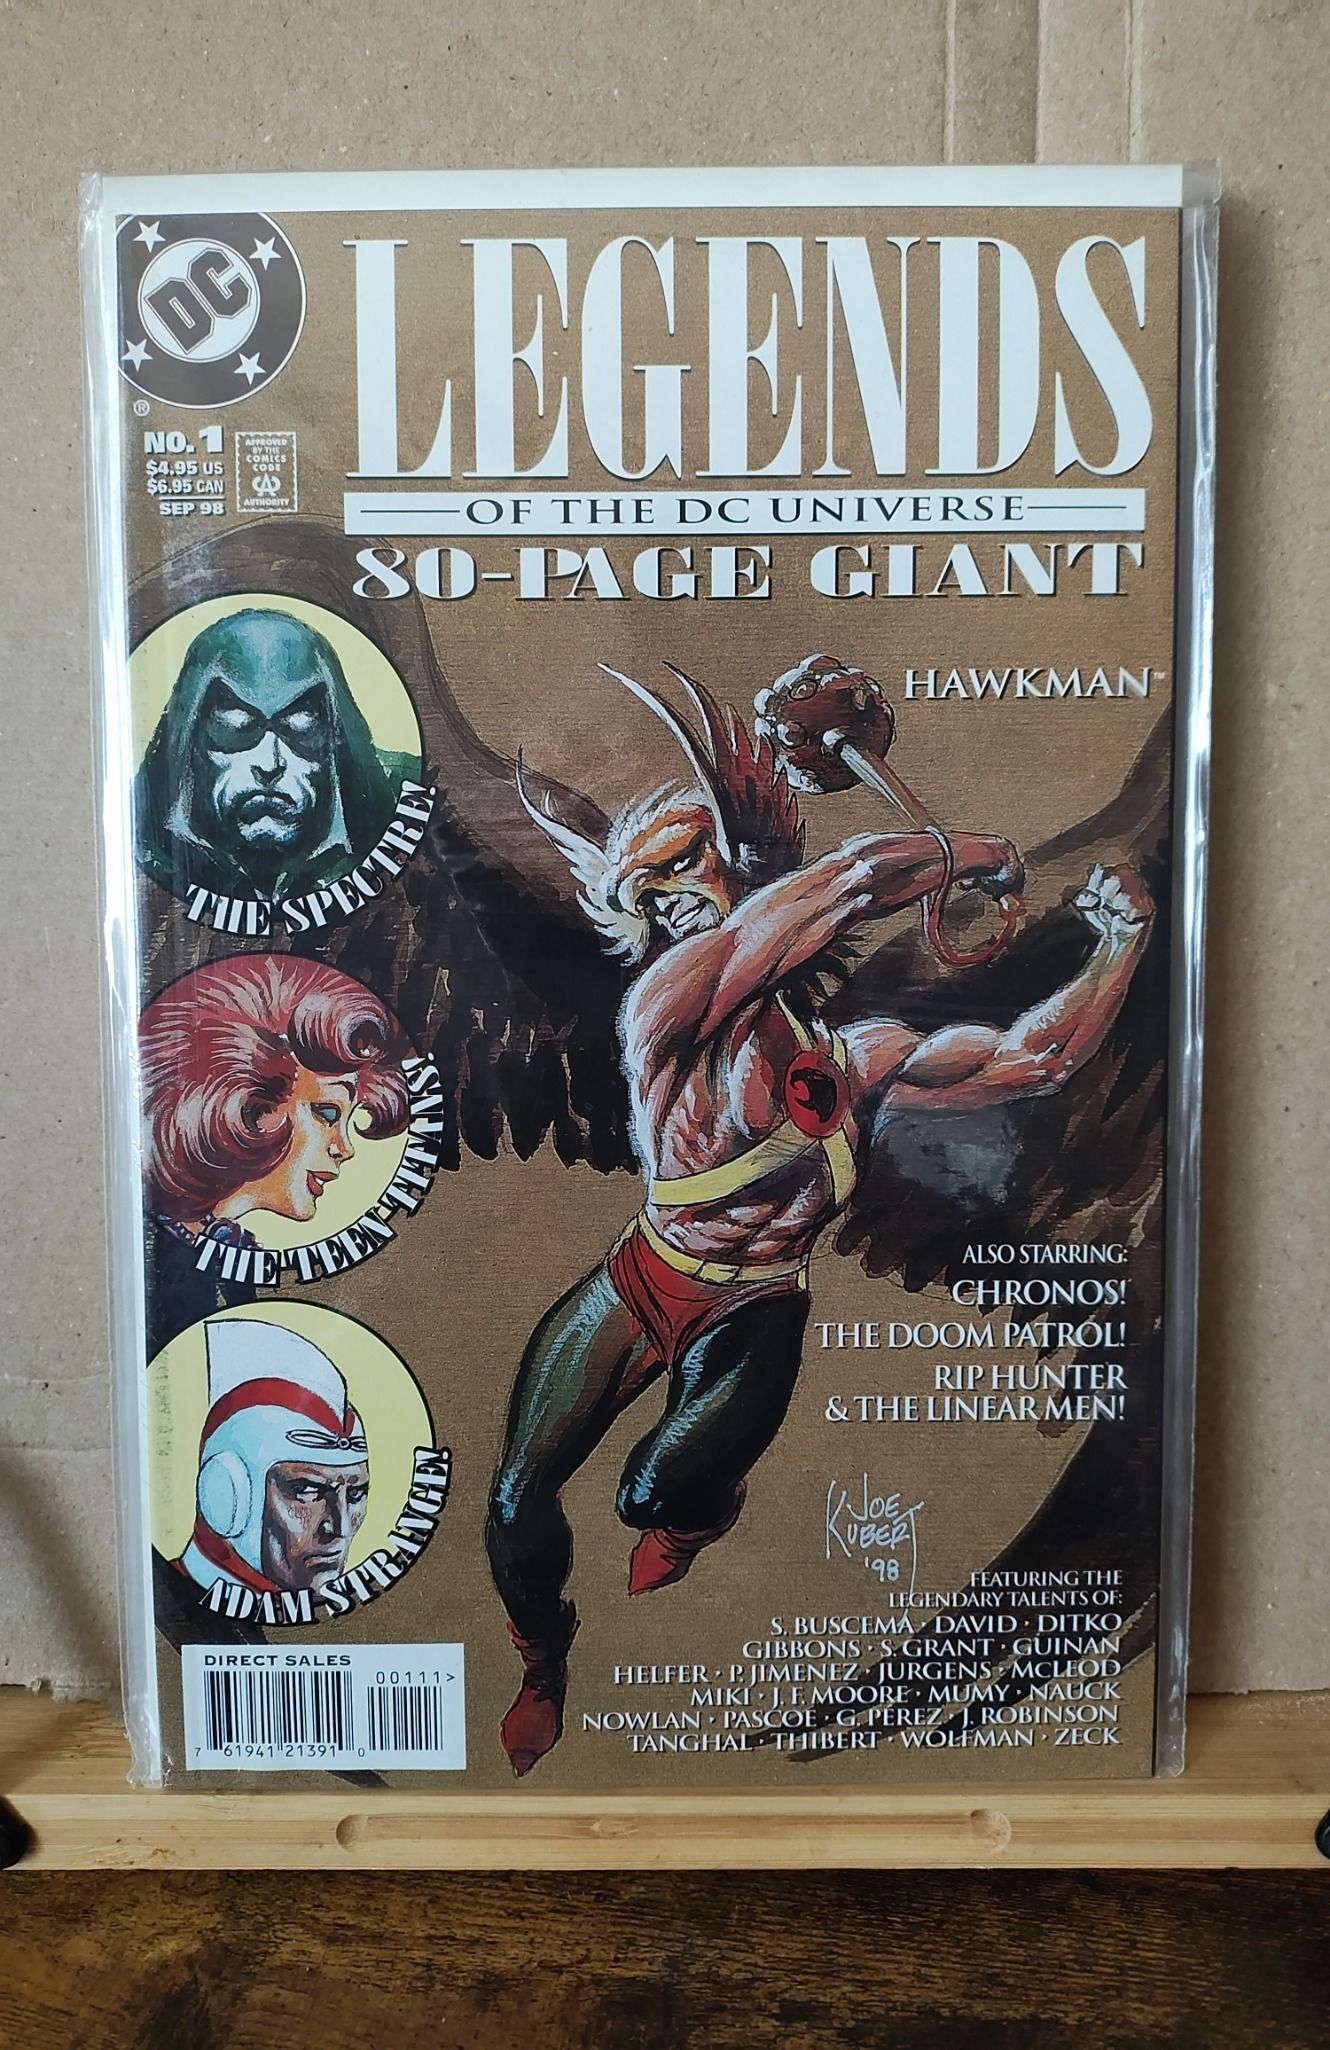 DC
®
NO. 1
$4.95 US
$6.95 CAN
SEP 98
APPROVED
BY THE
COMICS
CODE
CA
AUTHORITY
LEGENDS
OF THE DC UNIVERSE
80-PAGE GIANT
HAWKMAN™
THE SPECTRE!
THE TEEN TITANS!
ADAM STRANGE!
ALSO STARRING:
CHRONOS!
THE DOOM PATROL!
RIP HUNTER
& THE LINEAR MEN!
JOE
KUBERT
'98
FEATURING THE
LEGENDARY TALENTS OF:
S. BUSCEMA · DAVID · DITKO
GIBBONS · S. GRANT · GUINAN
HELFER · P. JIMENEZ · JURGENS · MCLEOD
MIKI · J. F. MOORE · MUMY · NAUCK
NOWLAN · PASCOE · G. PÉREZ · J. ROBINSON
TANGHAL · THIBERT · WOLFMAN · ZECK
DIRECT SALES
00111>
7 61941 21391 0